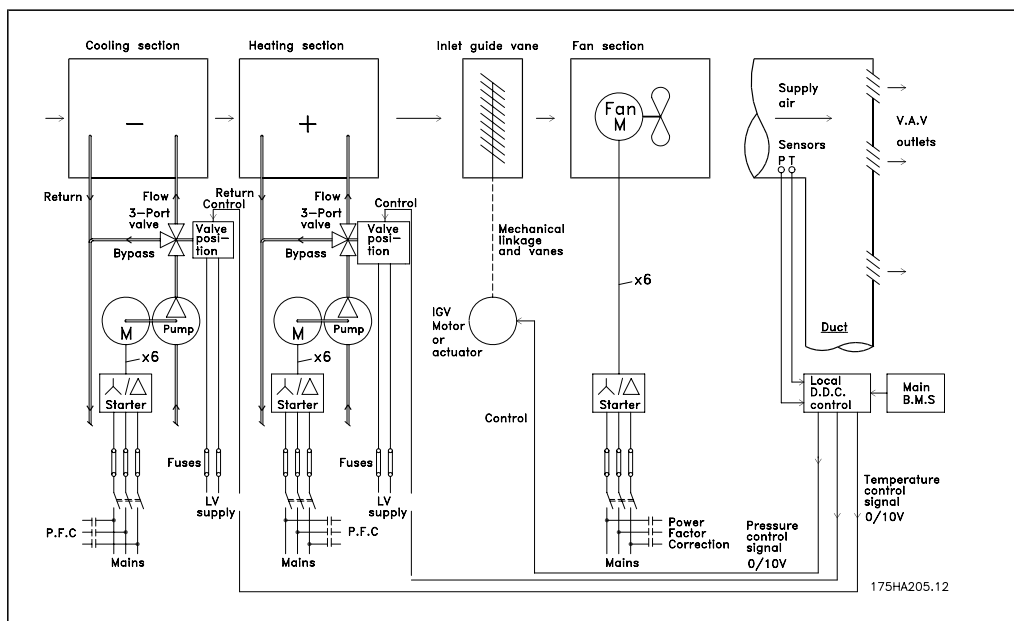 Cooling section
Heating section
Inlet guide vane
Fan section
−
+
Fan
M
Supply
air
Sensors
P T
V.A.V
outlets
Return
Flow
Return
Control
3-Port
valve
Valve
posi-
tion
Bypass
Flow
Control
3-Port
valve
Valve
position
Bypass
Mechanical
linkage
and vanes
x6
IGV
Motor
or
actuator
M
Pump
x6
Starter
M
Pump
x6
Starter
Duct
Starter
Local
D.D.C.
control
Main
B.M.S
Control
Fuses
LV
supply
Fuses
LV
supply
Temperature
control
signal
0/10V
P.F.C
Mains
P.F.C
Mains
Power
Factor
Correction
Mains
Pressure
control
signal
0/10V
175HA205.12